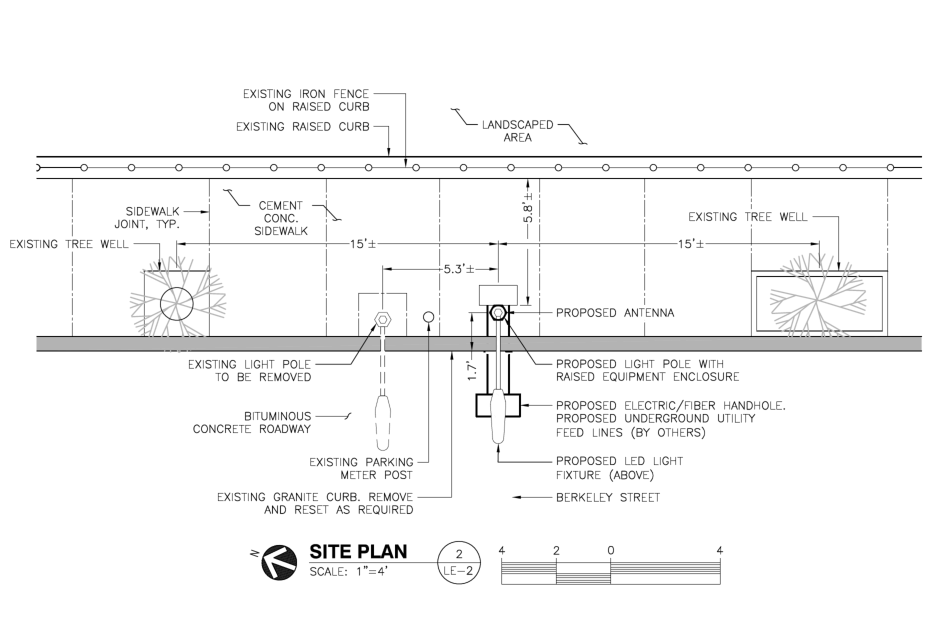 EXISTING IRON FENCE
ON RAISED CURB
EXISTING RAISED CURB
LANDSCAPED
AREA
SIDEWALK
JOINT, TYP.
CEMENT
CONC.
SIDEWALK
5.8'±
EXISTING TREE WELL
EXISTING TREE WELL
15'±
15'±
5.3'±
PROPOSED ANTENNA
1.7'
EXISTING LIGHT POLE
TO BE REMOVED
PROPOSED LIGHT POLE WITH
RAISED EQUIPMENT ENCLOSURE
BITUMINOUS
CONCRETE ROADWAY
PROPOSED ELECTRIC/FIBER HANDHOLE.
PROPOSED UNDERGROUND UTILITY
FEED LINES (BY OTHERS)
EXISTING PARKING
METER POST
PROPOSED LED LIGHT
FIXTURE (ABOVE)
EXISTING GRANITE CURB. REMOVE
AND RESET AS REQUIRED
BERKELEY STREET
N
SITE PLAN
SCALE: 1"=4'
2
LE-2
4 2 0 4